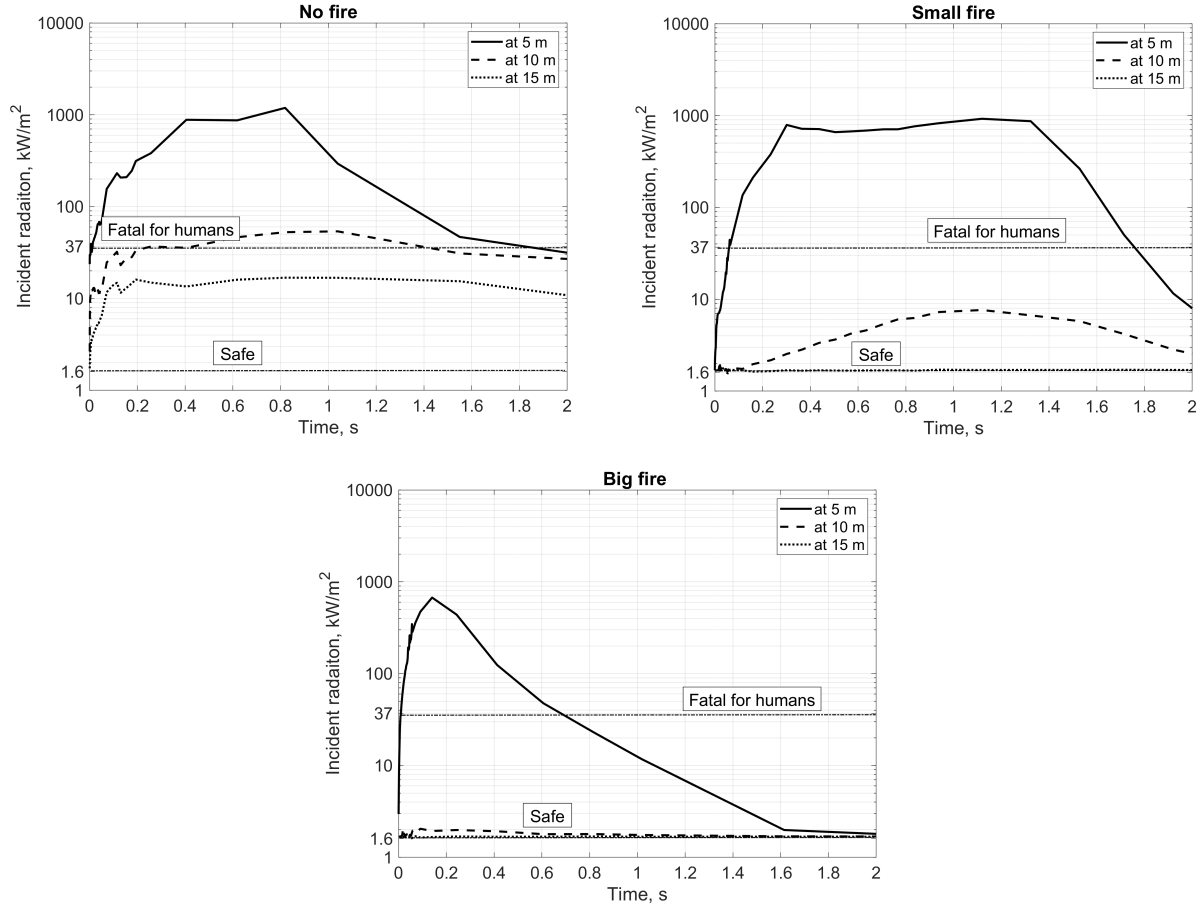 No fire
10000
1000
100
37
10
1.6
1
Incident radaiton, kW/m2
at 5 m
at 10 m
at 15 m
Fatal for humans
Safe
0 0.2 0.4 0.6 0.8 1 1.2 1.4 1.6 1.8 2
Time, s
Small fire
10000
1000
100
37
10
1.6
1
Incident radaiton, kW/m2
at 5 m
at 10 m
at 15 m
Fatal for humans
Safe
0 0.2 0.4 0.6 0.8 1 1.2 1.4 1.6 1.8 2
Time, s
Big fire
10000
1000
100
37
10
1.6
1
Incident radaiton, kW/m2
at 5 m
at 10 m
at 15 m
Fatal for humans
Safe
0 0.2 0.4 0.6 0.8 1 1.2 1.4 1.6 1.8 2
Time, s